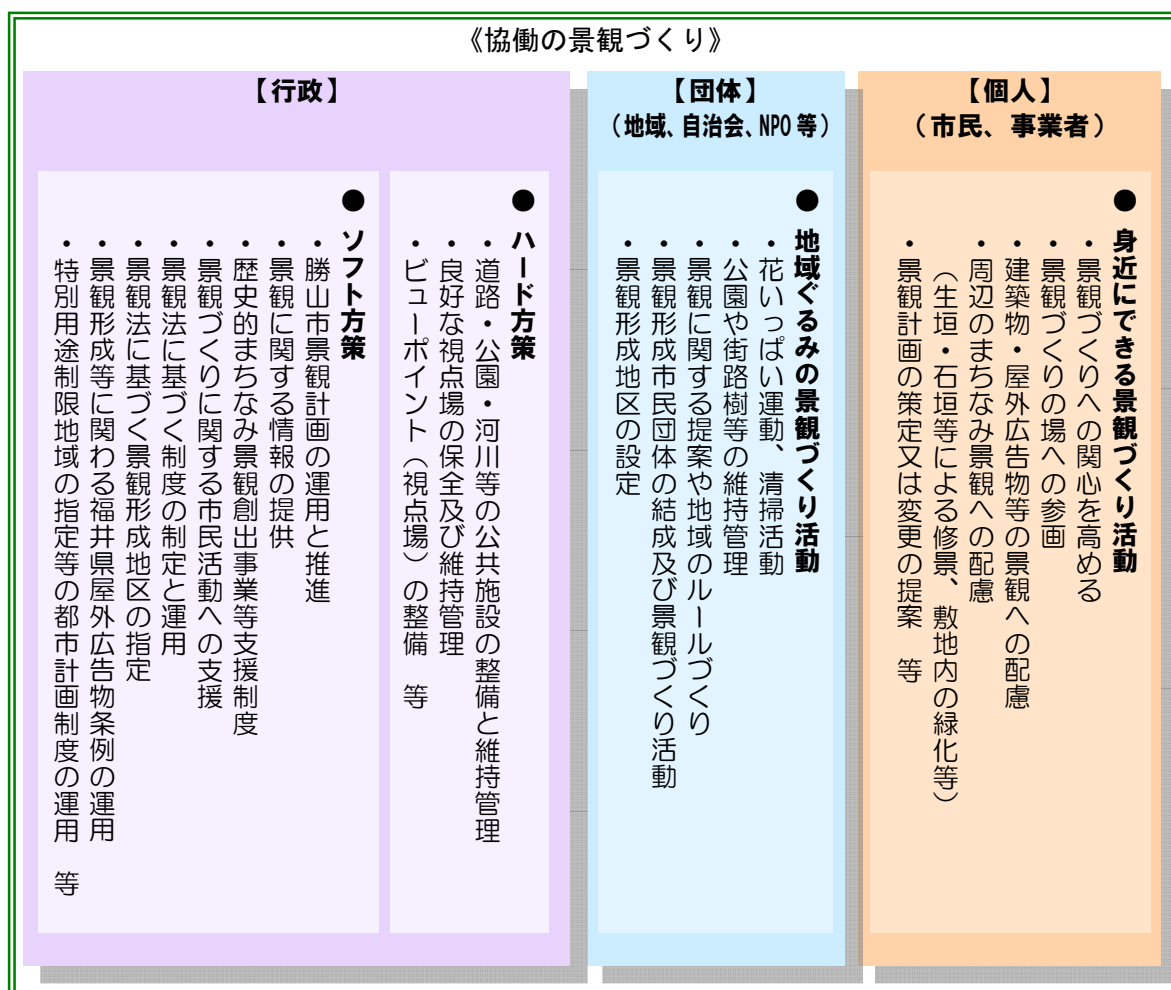 《協働の景観づくり》
【個人】
（市民、事業者）
● 身近にできる景観づくり活動
・景観づくりへの関心を高める
・景観づくりの場への参画
・建築物・屋外広告物等の景観への配慮
・周辺のまちなみ景観への配慮
（生垣・石垣等による修景、敷地内の緑化等）
・景観計画の策定又は変更の提案　等
【団体】
（地域、自治会、NPO等）
● 地域ぐるみの景観づくり活動
・花いっぱい運動、清掃活動
・公園や街路樹等の維持管理
・景観に関する提案や地域のルールづくり
・景観形成市民団体の結成及び景観づくり活動
・景観形成地区の設定
【行政】
● ハード方策
・道路・公園・河川等の公共施設の整備と維持管理
・良好な視点場の保全及び維持管理
・ビューポイント（視点場）の整備　等
● ソフト方策
・勝山市景観計画の運用と推進
・景観に関する情報の提供
・歴史的まちなみ景観創出事業等支援制度
・景観づくりに関する市民活動への支援
・景観法に基づく制度の制定と運用
・景観法に基づく景観形成地区の指定
・景観形成等に関わる福井県屋外広告物条例の運用
・特別用途制限地域の指定等の都市計画制度の運用　等